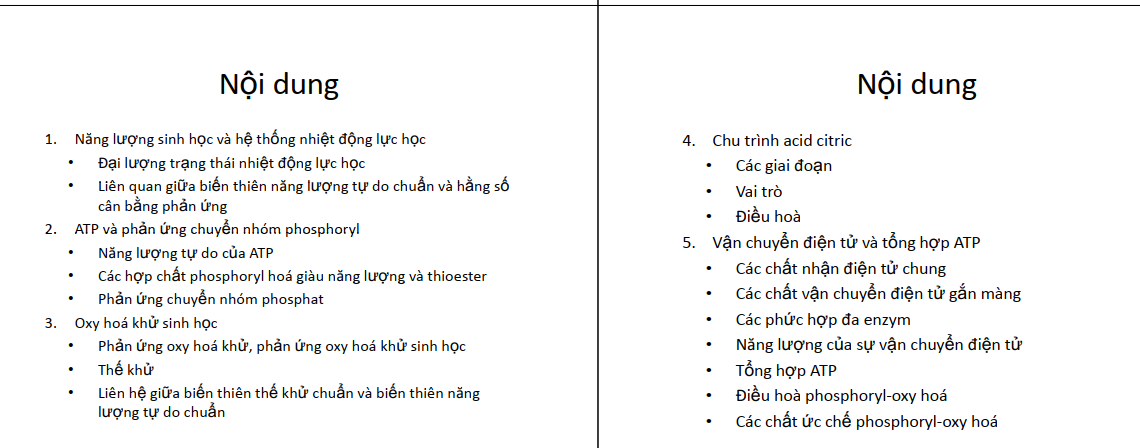 Nội dung
1. Năng lượng sinh học và hệ thống nhiệt động lực học
• Đại lượng trạng thái nhiệt động lực học
• Liên quan giữa biến thiên năng lượng tự do chuẩn và hằng số
cân bằng phản ứng
2. ATP và phản ứng chuyển nhóm phosphoryl
• Năng lượng tự do của ATP
• Các hợp chất phosphoryl hoá giàu năng lượng và thioester
• Phản ứng chuyển nhóm phosphat
3. Oxy hoá khử sinh học
• Phản ứng oxy hoá khử, phản ứng oxy hoá khử sinh học
• Thế khử
• Liên hệ giữa biến thiên thế khử chuẩn và biến thiên năng
lượng tự do chuẩn
Nội dung
4. Chu trình acid citric
• Các giai đoạn
• Vai trò
• Điều hoà
5. Vận chuyển điện tử và tổng hợp ATP
• Các chất nhận điện tử chung
• Các chất vận chuyển điện tử gắn màng
• Các phức hợp đa enzym
• Năng lượng của sự vận chuyển điện tử
• Tổng hợp ATP
• Điều hoà phosphoryl-oxy hoá
• Các chất ức chế phosphoryl-oxy hoá